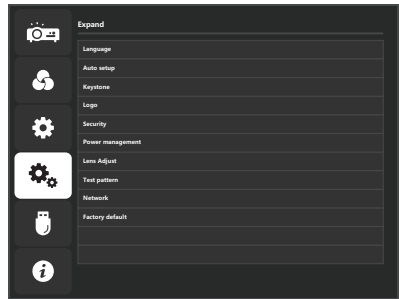 Expand
Language
Auto setup
Keystone
Logo
Security
Power management
Lens Adjust
Test pattern
Network
Factory default